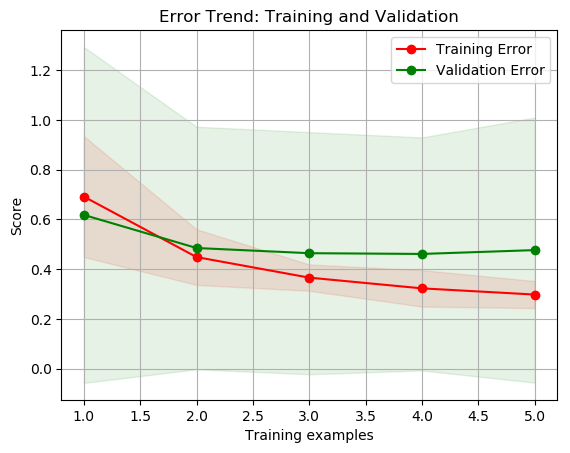 Error Trend: Training and Validation
Training Error
Validation Error
Score
1.2
1.0
0.8
0.6
0.4
0.2
0.0
1.0 1.5 2.0 2.5 3.0 3.5 4.0 4.5 5.0
Training examples